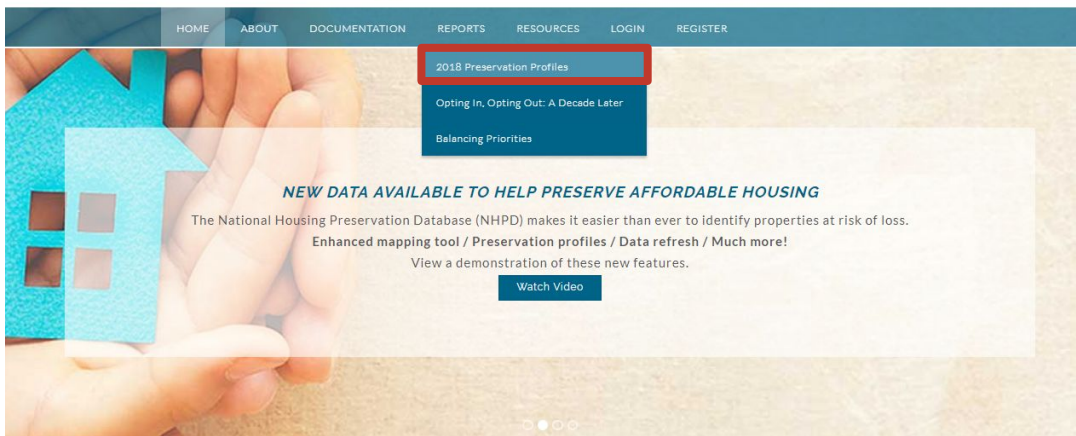 HOME ABOUT DOCUMENTATION REPORTS RESOURCES LOGIN REGISTER
2018 Preservation Profiles
Opting In, Opting Out: A Decade Later
Balancing Priorities
NEW DATA AVAILABLE TO HELP PRESERVE AFFORDABLE HOUSING
The National Housing Preservation Database (NHPD) makes it easier than ever to identify properties at risk of loss.
Enhanced mapping tool / Preservation profiles / Data refresh / Much more!
View a demonstration of these new features.
Watch Video